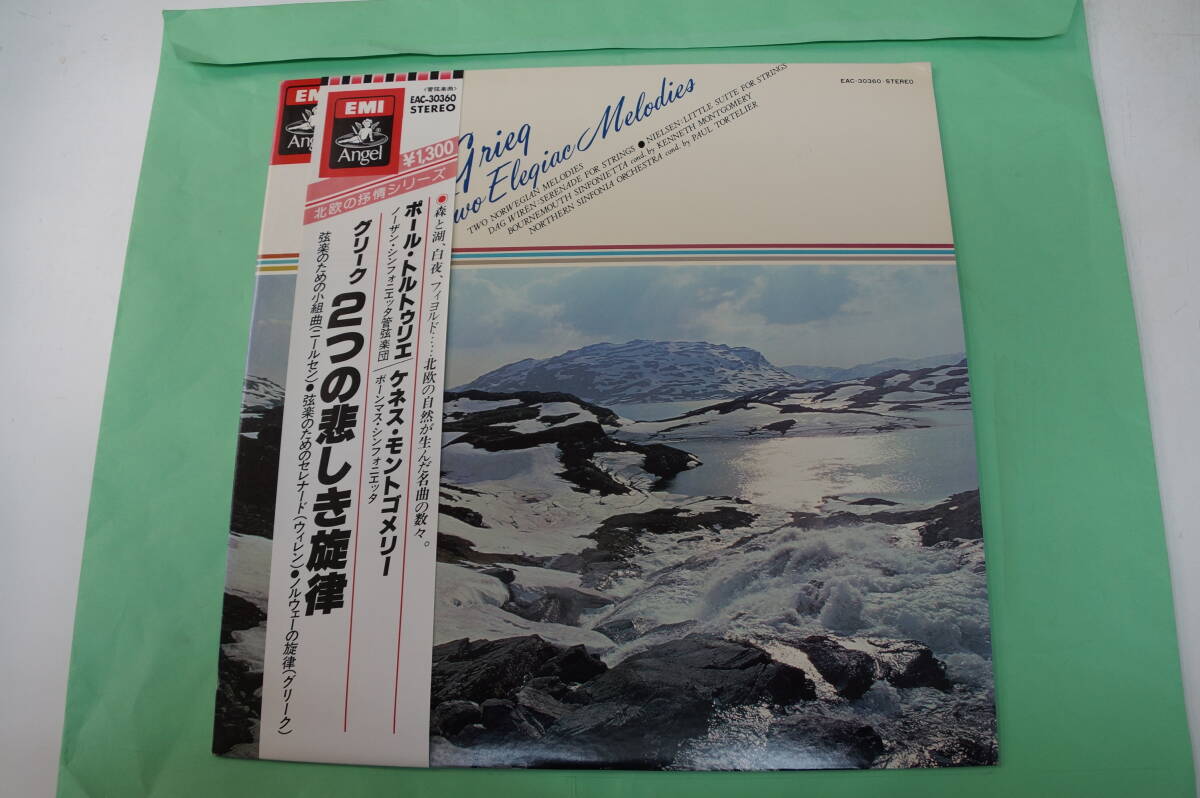 EMI
Angel
〈管弦楽曲〉
EAC-30360
STEREO
¥1,300
北欧の抒情シリーズ
●森と湖、白夜、フィヨルド……北欧の自然が生んだ名曲の数々。
ポール・トルトゥリエ/ケネス・モントゴメリー
ノーザン・シンフォニエッタ管弦楽団 ボーンマス・シンフォニエッタ
グリーク 2つの悲しき旋律
弦楽のための小組曲(ニールセン)●弦楽のためのセレナード(ウィレン)●ノルウェーの旋律(グリーク)
EM
Ang
EAC-30360・STEREO
Grieg
wo Elegiac Melodies
TWO NORWEGIAN MELODIES
DAG WIREN:SERENADE FOR STRINGS ● NIELSEN:LITTLE SUITE FOR STRINGS
BOURNEMOUTH SINFONIETTA cond. by KENNETH MONTGOMERY
NORTHERN SINFONIA ORCHESTRA cond. by PAUL TORTELIER